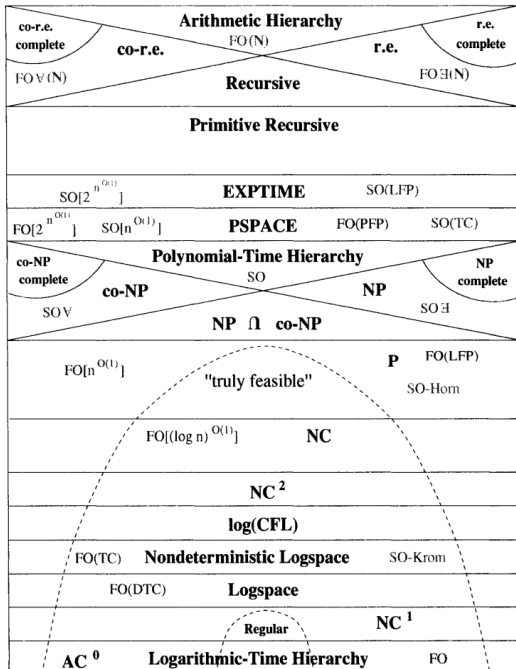 Arithmetic Hierarchy
co-r.e. complete
co-r.e.
FO(N)
r.e.
r.e. complete
FO∀(N)
FO∃(N)
Recursive
Primitive Recursive
SO[2^n^O(1)]
EXPTIME
SO(LFP)
FO[2^n^O(1)]
SO[n^O(1)]
PSPACE
FO(PFP)
SO(TC)
Polynomial-Time Hierarchy
co-NP complete
co-NP
SO
NP
NP complete
SO∀
SO∃
NP ∩ co-NP
FO[n^O(1)]
P
FO(LFP)
"truly feasible"
SO-Horn
FO[(log n)^O(1)]
NC
NC^2
log(CFL)
FO(TC)
Nondeterministic Logspace
SO-Krom
FO(DTC)
Logspace
Regular
NC^1
AC^0
Logarithmic-Time Hierarchy
FO